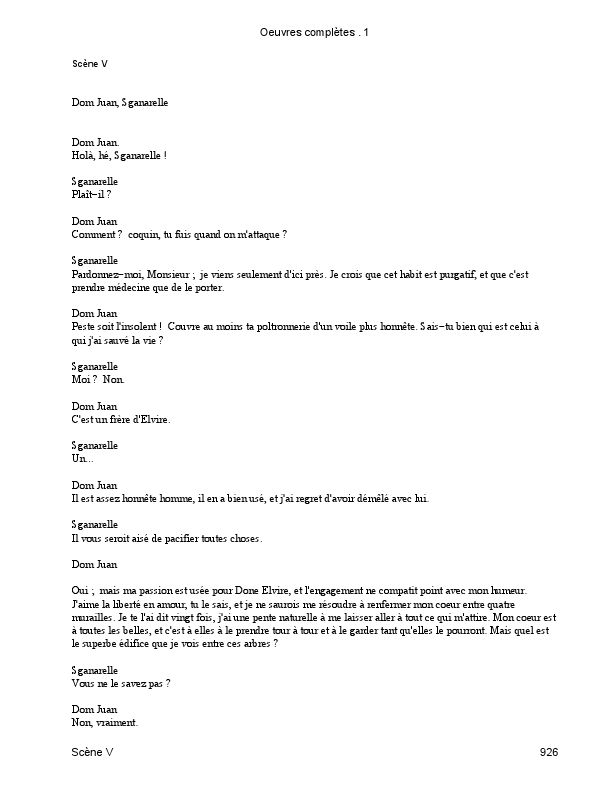 Oeuvres complètes . 1
Scène V
Dom Juan, Sganarelle
Dom Juan.
Holà, hé, Sganarelle !
Sganarelle
Plaît−il ?
Dom Juan
Comment ?  coquin, tu fuis quand on m'attaque ?
Sganarelle
Pardonnez−moi, Monsieur ;  je viens seulement d'ici près. Je crois que cet habit est purgatif, et que c'est
prendre médecine que de le porter.
Dom Juan
Peste soit l'insolent !  Couvre au moins ta poltronnerie d'un voile plus honnête. Sais−tu bien qui est celui à
qui j'ai sauvé la vie ?
Sganarelle
Moi ?  Non.
Dom Juan
C'est un frère d'Elvire.
Sganarelle
Un...
Dom Juan
Il est assez honnête homme, il en a bien usé, et j'ai regret d'avoir démêlé avec lui.
Sganarelle
Il vous seroit aisé de pacifier toutes choses.
Dom Juan
Oui ;  mais ma passion est usée pour Done Elvire, et l'engagement ne compatit point avec mon humeur.
J'aime la liberté en amour, tu le sais, et je ne saurois me résoudre à renfermer mon coeur entre quatre
murailles. Je te l'ai dit vingt fois, j'ai une pente naturelle à me laisser aller à tout ce qui m'attire. Mon coeur est
à toutes les belles, et c'est à elles à le prendre tour à tour et à le garder tant qu'elles le pourront. Mais quel est
le superbe édifice que je vois entre ces arbres ?
Sganarelle
Vous ne le savez pas ?
Dom Juan
Non, vraiment.
Scène V 926